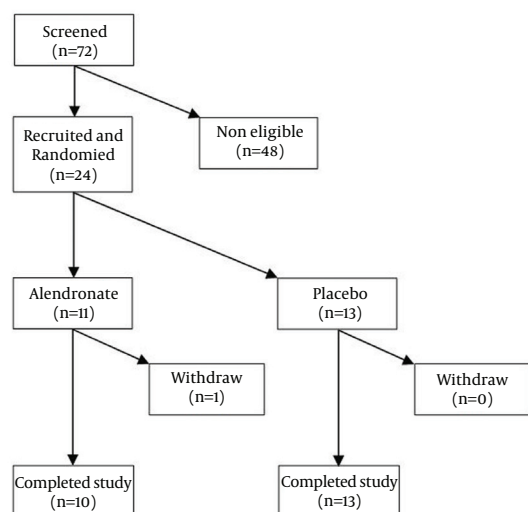 Screened
(n=72)
Recruited and
Randomied
(n=24)
Non eligible
(n=48)
Alendronate
(n=11)
Placebo
(n=13)
Withdraw
(n=1)
Withdraw
(n=0)
Completed study
(n=10)
Completed study
(n=13)